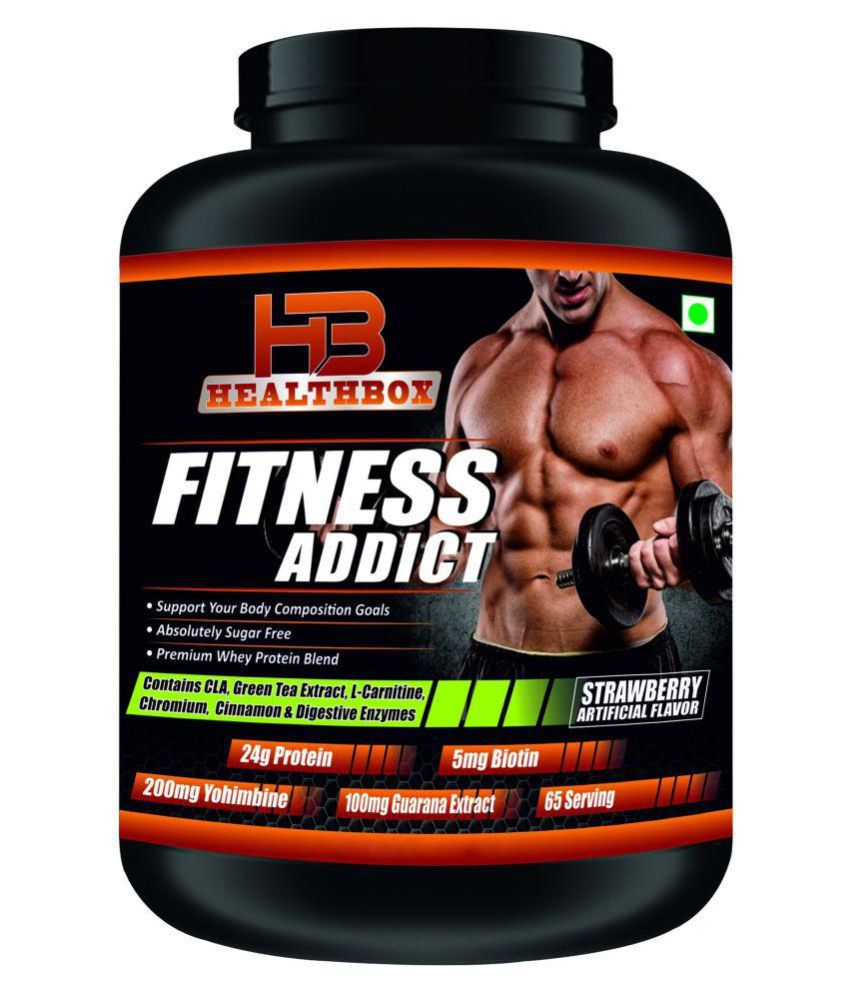 HB
HEALTHBOX
FITNESS
ADDICT
• Support Your Body Composition Goals
• Absolutely Sugar Free
• Premium Whey Protein Blend
Contains CLA, Green Tea Extract, L-Carnitine,
Chromium, Cinnamon & Digestive Enzymes
STRAWBERRY
ARTIFICIAL FLAVOR
24g Protein
5mg Biotin
200mg Yohimbine
100mg Guarana Extract
65 Serving